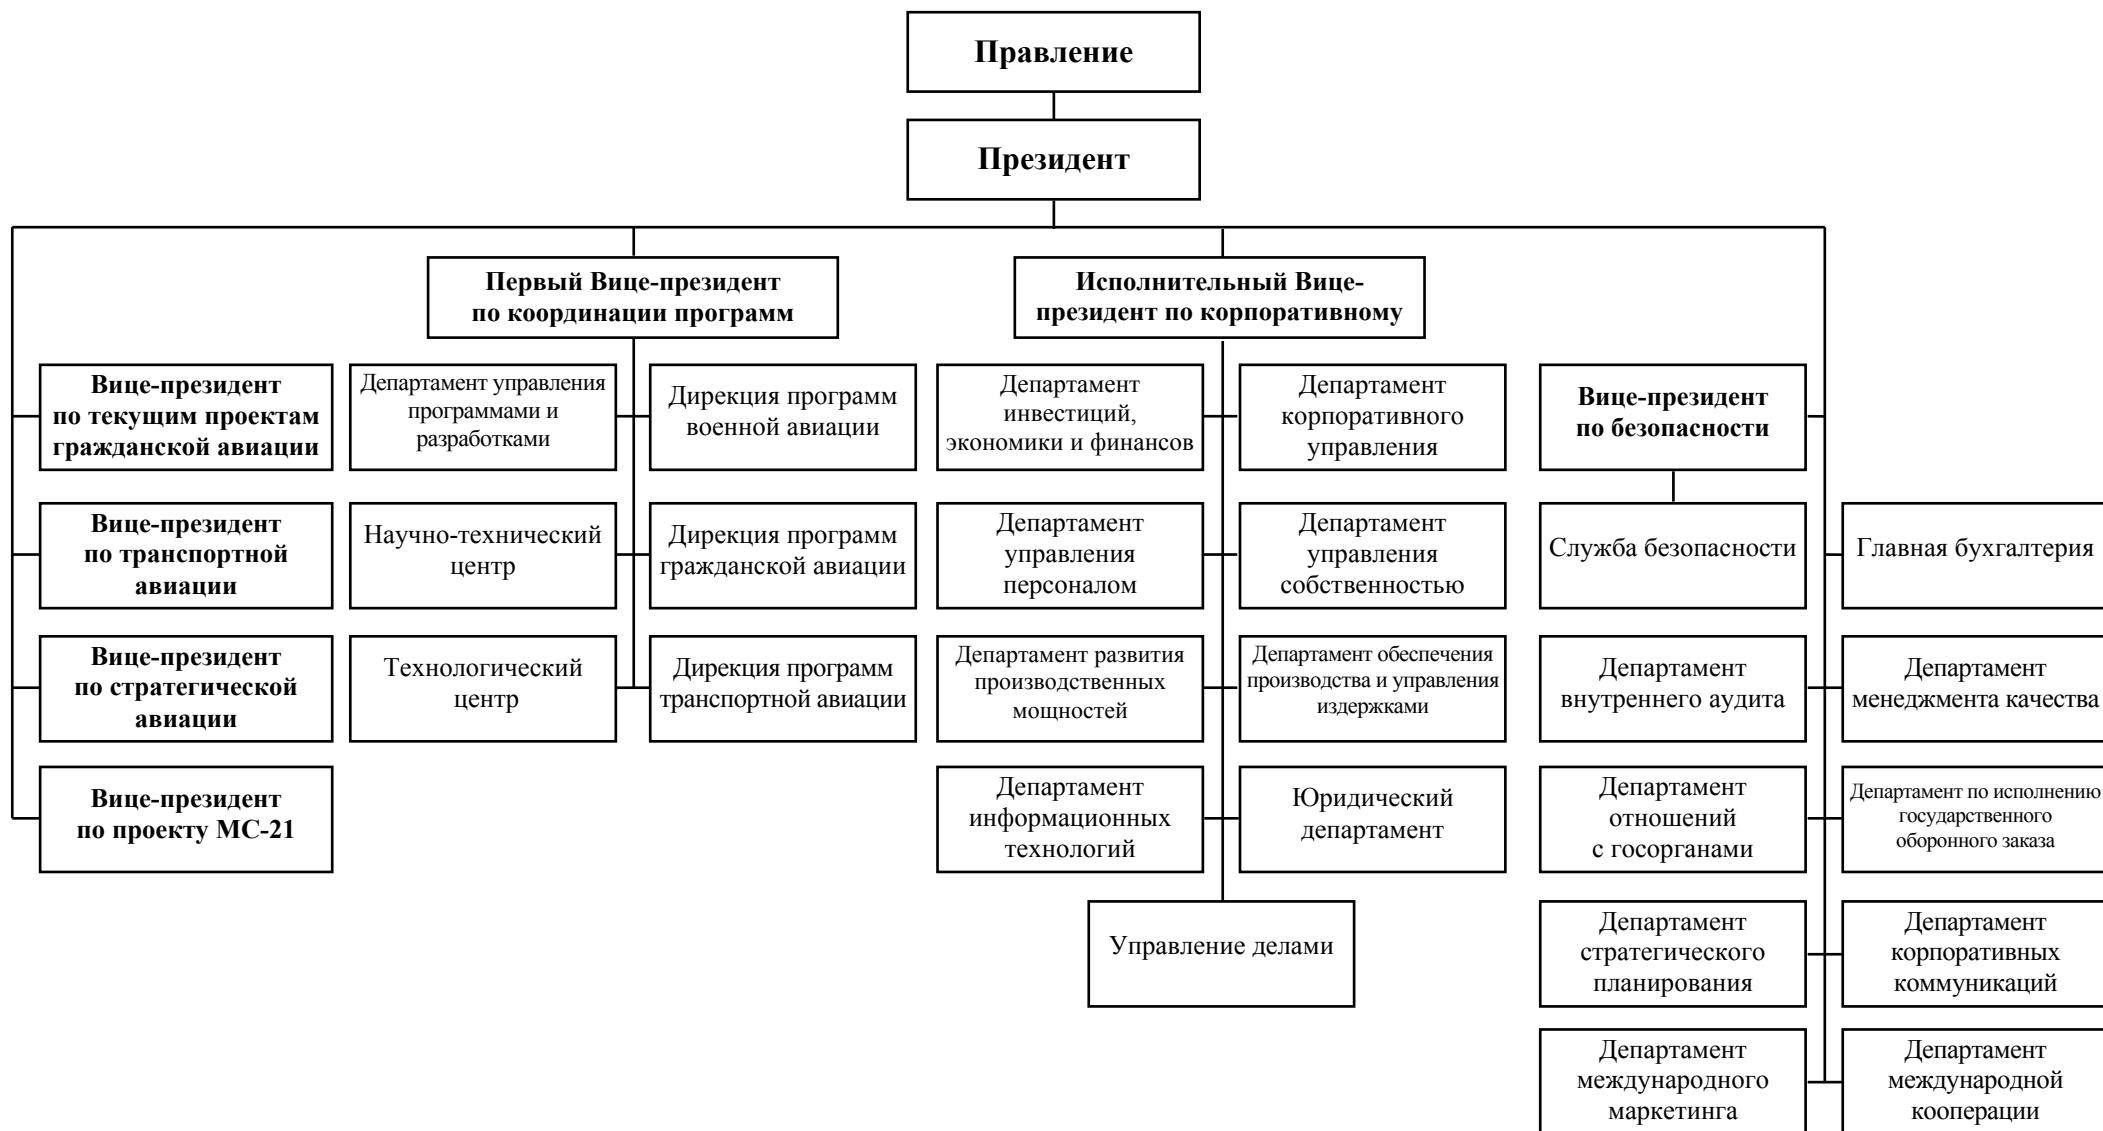 Правление
Президент
Первый Вице-президент
по координации программ
Исполнительный Вице-
президент по корпоративному
Вице-президент
по текущим проектам
гражданской авиации
Департамент управления
программами и
разработками
Дирекция программ
военной авиации
Департамент
инвестиций,
экономики и финансов
Департамент
корпоративного
управления
Вице-президент
по безопасности
Вице-президент
по транспортной
авиации
Научно-технический
центр
Дирекция программ
гражданской авиации
Департамент
управления
персоналом
Департамент
управления
собственностью
Служба безопасности
Главная бухгалтерия
Вице-президент
по стратегической
авиации
Технологический
центр
Дирекция программ
транспортной авиации
Департамент развития
производственных
мощностей
Департамент обеспечения
производства и управления
издержками
Департамент
внутреннего аудита
Департамент
менеджмента качества
Вице-президент
по проекту МС-21
Департамент
информационных
технологий
Юридический
департамент
Департамент
отношений
с госорганами
Департамент по исполнению
государственного
оборонного заказа
Управление делами
Департамент
стратегического
планирования
Департамент
корпоративных
коммуникаций
Департамент
международного
маркетинга
Департамент
международной
кооперации